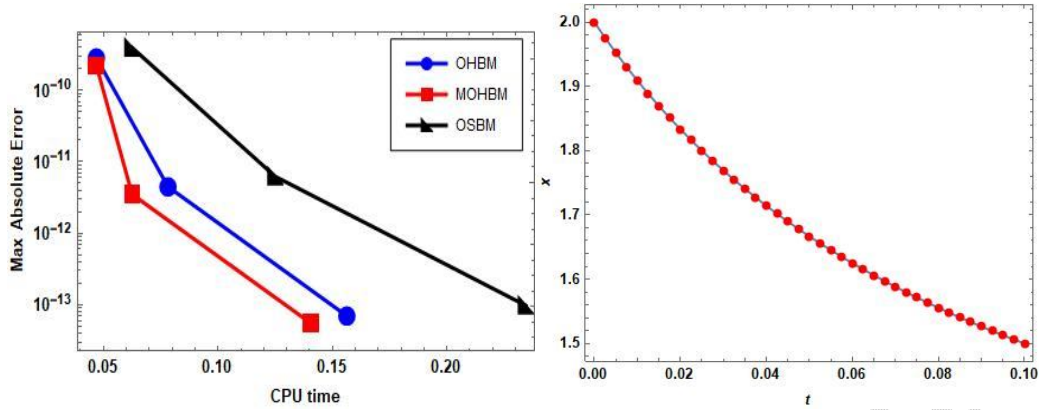 OHBM
MOHBM
OSBM
10⁻¹⁰
10⁻¹¹
10⁻¹²
10⁻¹³
Max Absolute Error
0.05
0.10
0.15
0.20
CPU time
2.0
1.9
1.8
1.7
1.6
1.5
x
0.00
0.02
0.04
0.06
0.08
0.10
t